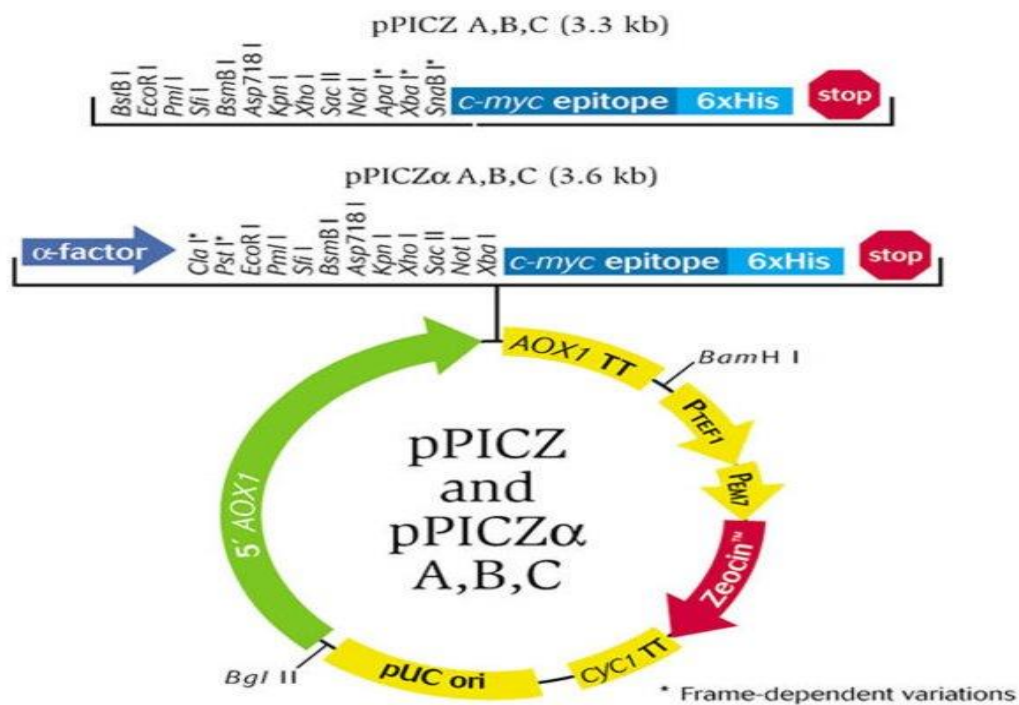 pPICZ A,B,C (3.3 kb)
BstB I
EcoR I
Pml I
Sfi I
BsmB I
Asp718 I
Kpn I
Xho I
Sac II
Not I
Apa I*
Xba I*
SnaB I*
c-myc epitope
6xHis
stop
pPICZα A,B,C (3.6 kb)
α-factor
Cla I*
Pst I*
EcoR I
Pml I
Sfi I
BsmB I
Asp718 I
Kpn I
Xho I
Sac II
Not I
Xba I
c-myc epitope
6xHis
stop
AOX1 TT
BamH I
PTEF1
PEM7
5' AOX1
pPICZ
and
pPICZα
A,B,C
Zeocin™
Bgl II
pUC ori
CYC1 TT
* Frame-dependent variations